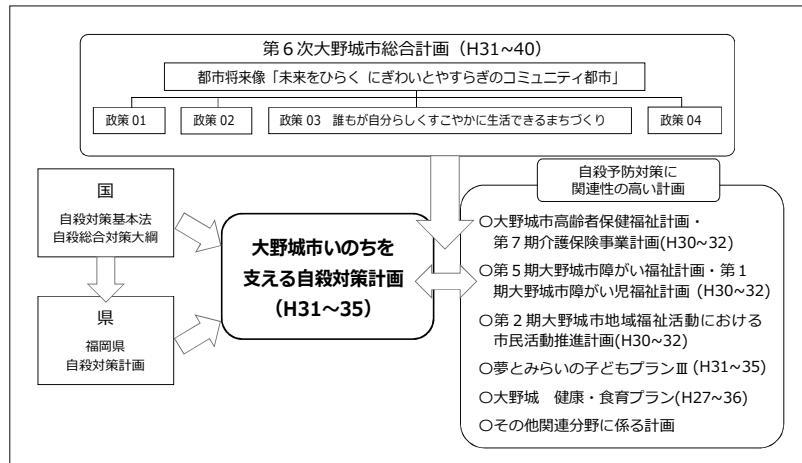 第６次大野城市総合計画（H31~40）
都市将来像「未来をひらく にぎわいとやすらぎのコミュニティ都市」
政策 01
政策 02
政策 03　誰もが自分らしくすこやかに生活できるまちづくり
政策 04
国
自殺対策基本法
自殺総合対策大綱
県
福岡県
自殺対策計画
大野城市いのちを
支える自殺対策計画
（H31～35）
自殺予防対策に
関連性の高い計画
○大野城市高齢者保健福祉計画・
第７期介護保険事業計画(H30~32)
○第５期大野城市障がい福祉計画・第１
期大野城市障がい児福祉計画 (H30~32)
○第２期大野城市地域福祉活動における
市民活動推進計画(H30~32)
○夢とみらいの子どもプランⅢ (H31~35)
○大野城　健康・食育プラン(H27~36)
○その他関連分野に係る計画